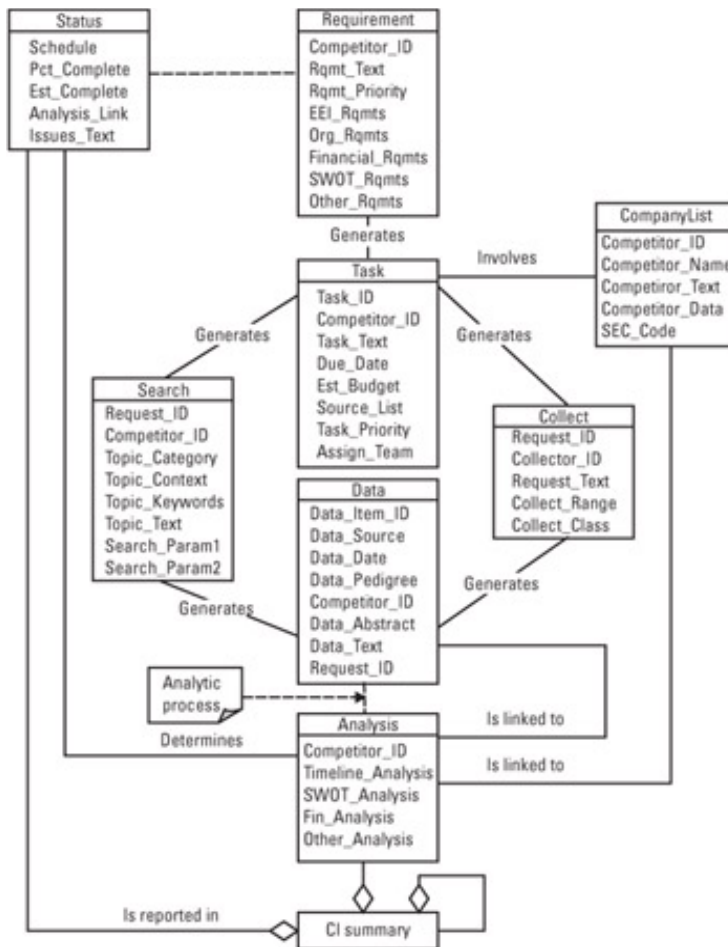 Status
Schedule
Pct_Complete
Est_Complete
Analysis_Link
Issues_Text
Requirement
Competitor_ID
Rqmt_Text
Rqmt_Priority
EEI_Rqmts
Org_Rqmts
Financial_Rqmts
SWOT_Rqmts
Other_Rqmts
Generates
CompanyList
Competitor_ID
Competitor_Name
Competiror_Text
Competitor_Data
SEC_Code
Involves
Task
Task_ID
Competitor_ID
Task_Text
Due_Date
Est_Budget
Source_List
Task_Priority
Assign_Team
Generates
Generates
Search
Request_ID
Competitor_ID
Topic_Category
Topic_Context
Topic_Keywords
Topic_Text
Search_Param1
Search_Param2
Collect
Request_ID
Collector_ID
Request_Text
Collect_Range
Collect_Class
Data
Data_Item_ID
Data_Source
Data_Date
Data_Pedigree
Competitor_ID
Data_Abstract
Data_Text
Request_ID
Generates
Generates
Analytic
process
Determines
Analysis
Competitor_ID
Timeline_Analysis
SWOT_Analysis
Fin_Analysis
Other_Analysis
Is linked to
Is linked to
Is reported in
CI summary